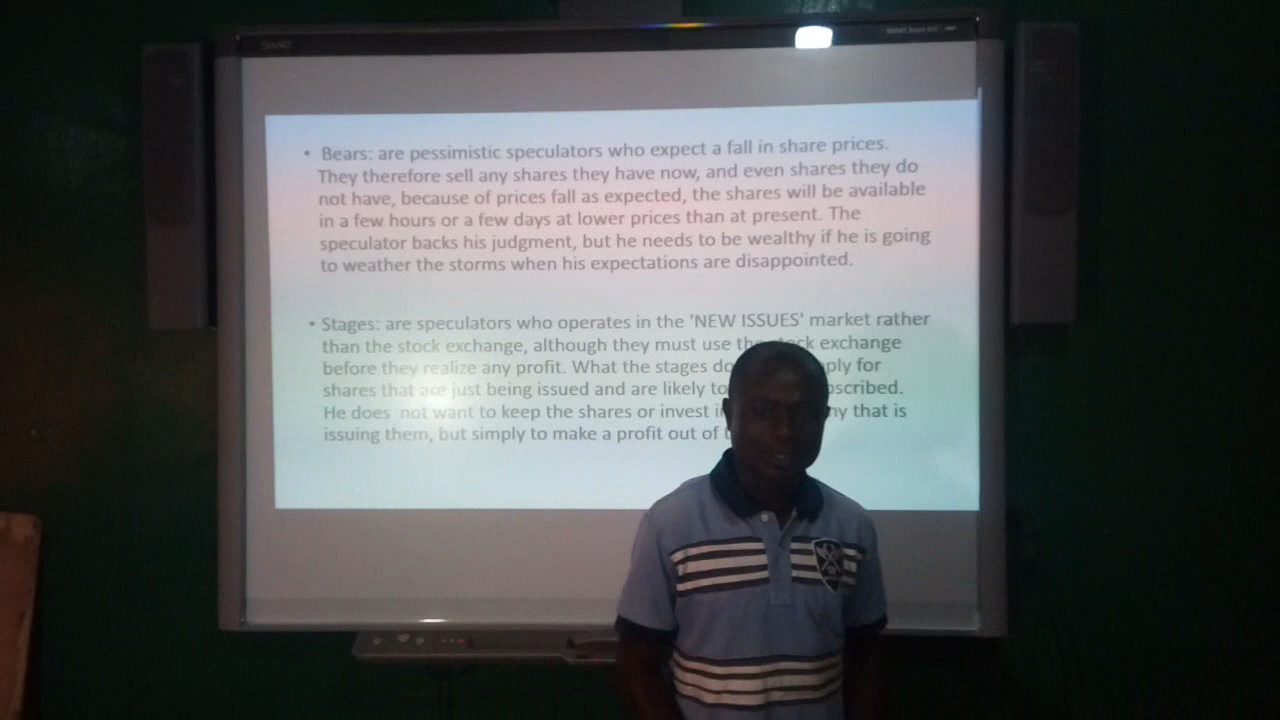 SMART
• Bears: are pessimistic speculators who expect a fall in share prices.
They therefore sell any shares they have now, and even shares they do
not have, because of prices fall as expected, the shares will be available
in a few hours or a few days at lower prices than at present. The
speculator backs his judgment, but he needs to be wealthy if he is going
to weather the storms when his expectations are disappointed.
• Stages: are speculators who operates in the 'NEW ISSUES' market rather
than the stock exchange, although they must use exchange
before they realize any profit. What the stages for
shares that are just being issued and are likely to
He does not want to keep the shares or invest that is
issuing them, but simply to make a profit out of